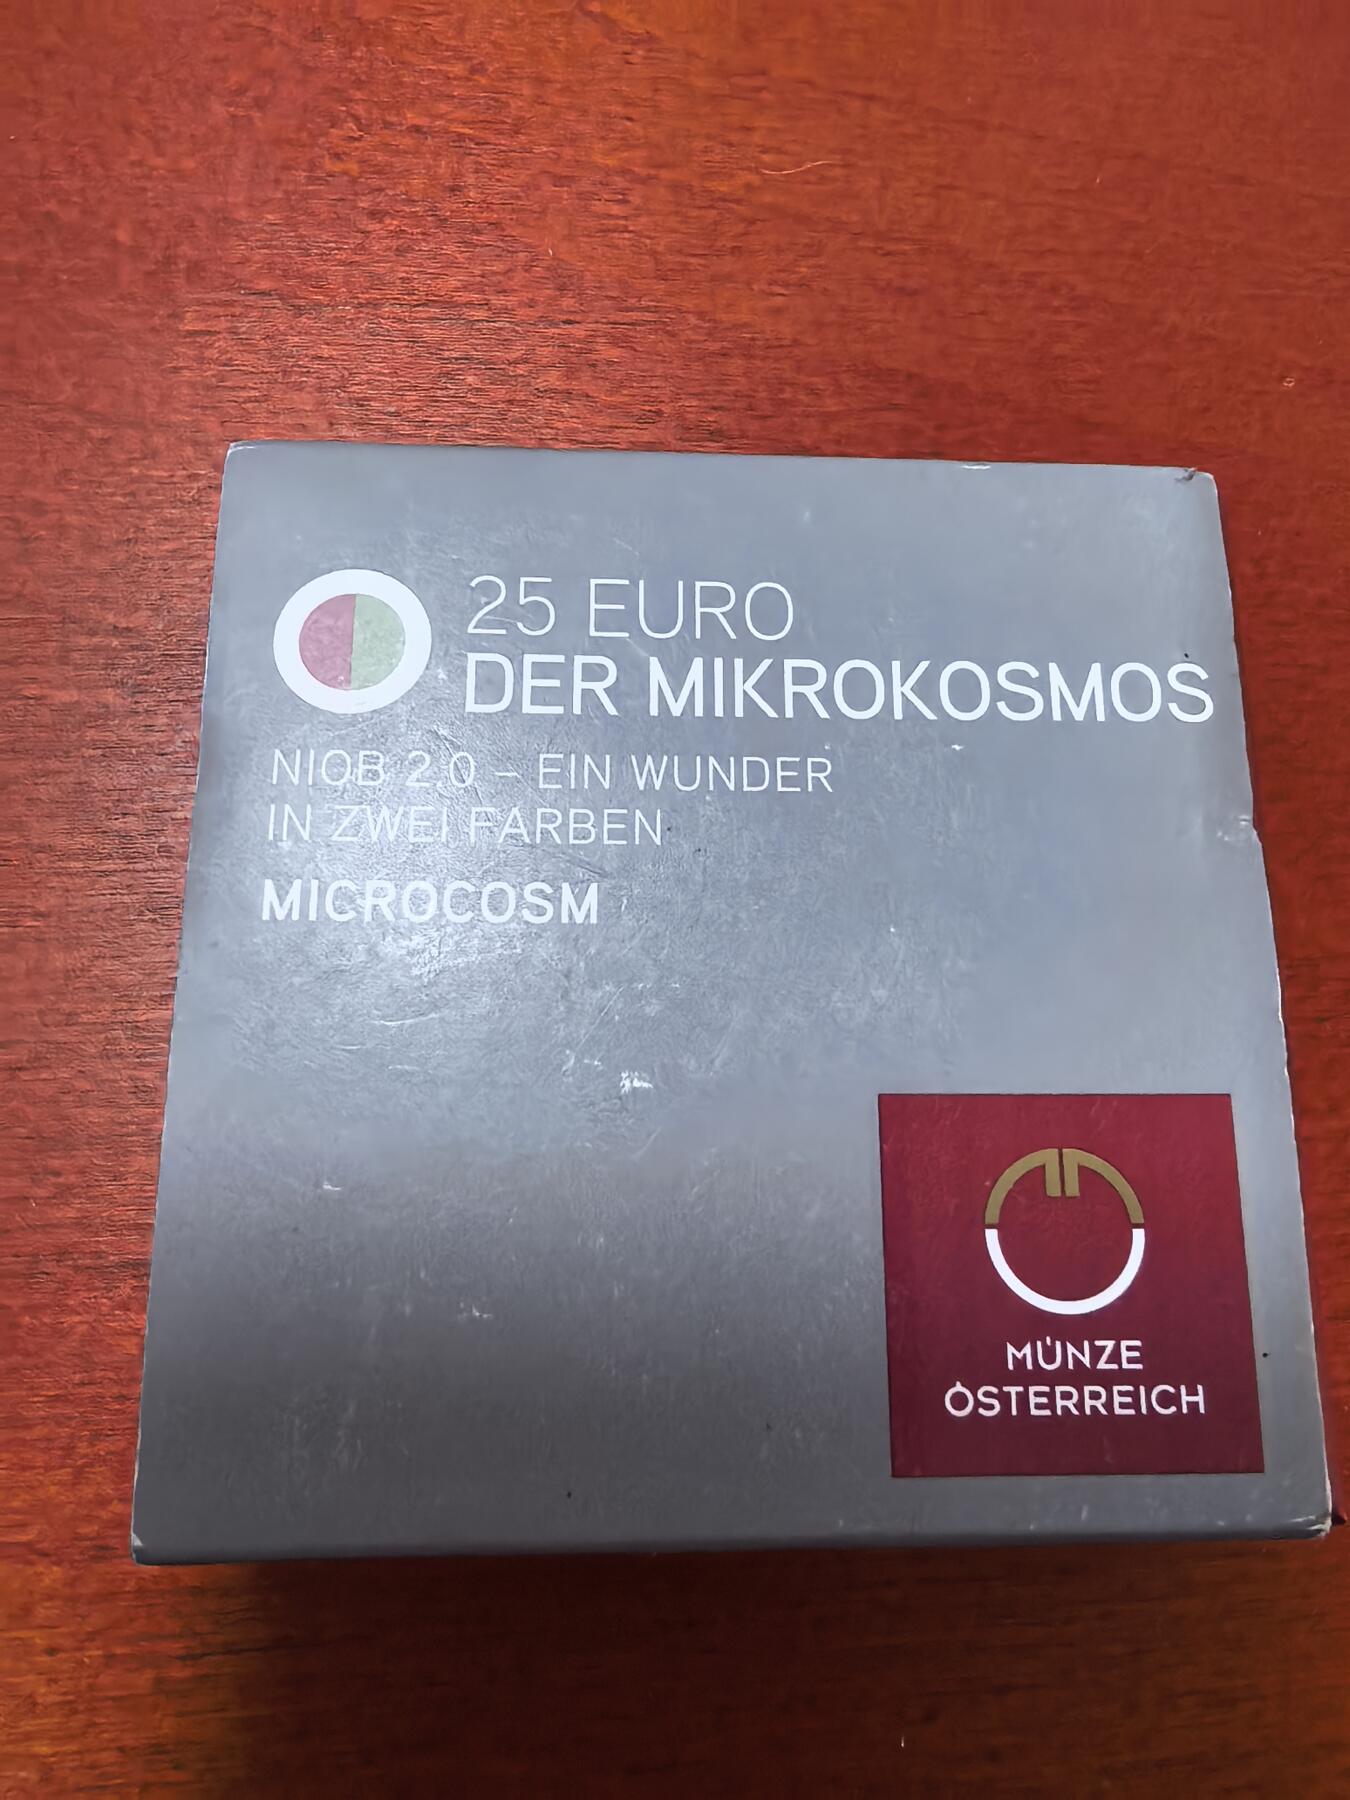 25 EURO
DER MIKROKOSMOS
NIOB 2.0 – EIN WUNDER
IN ZWEI FARBEN
MICROCOSM
MÜNZE
ÖSTERREICH